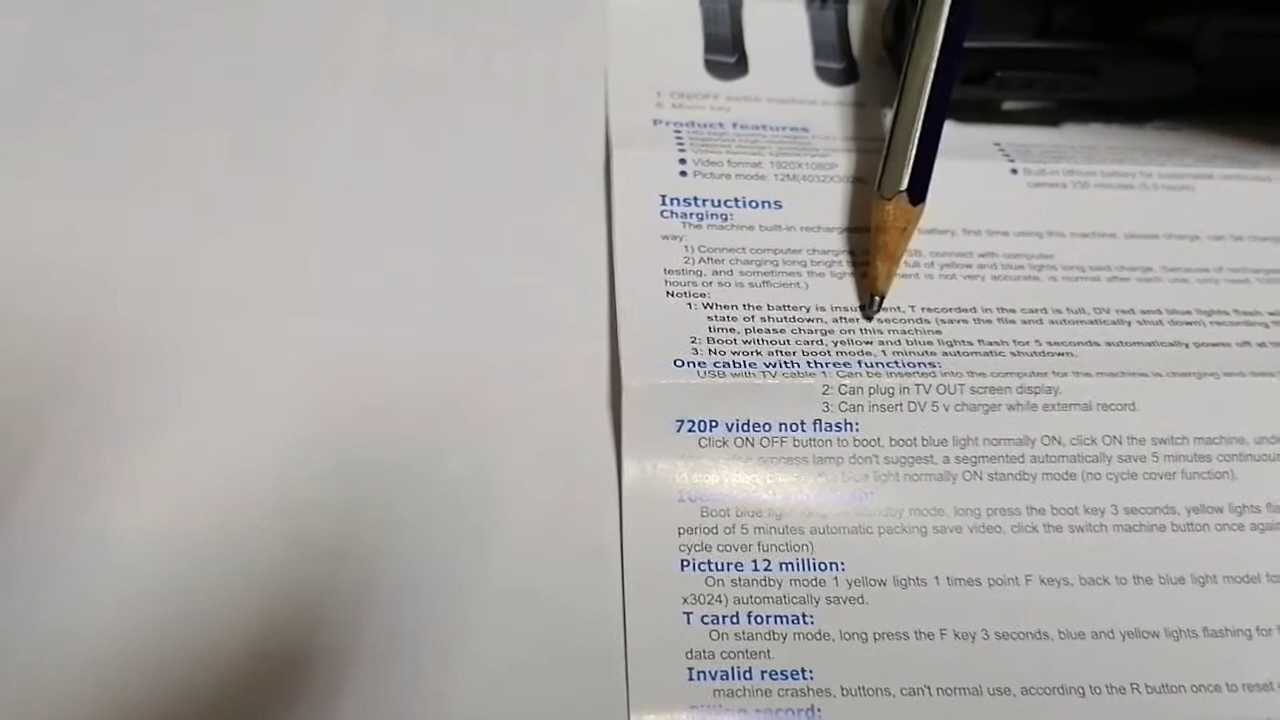 1. ON/OFF switch machine
6. Mode key
Product features
Video format: 1920X1080P
Built-in lithium battery for sustainable continuous
Picture mode: 12M(4032X3024)
camera 330 minutes (5.5 hours)
Instructions
Charging:
The machine built-in battery, first time using this machine, please charge, can be
way:
1) Connect computer connect with computer
2) After charging long bright full of yellow and blue lights long said charge. (because of
testing, and sometimes the light is not very accurate, is normal after each use, only need
hours or so is sufficient.)
Notice:
1: When the battery is T recorded in the card is full, DV red and blue lights flash
state of shutdown, after seconds (save the file and automatically shut down) recording
time, please charge on this machine
2: Boot without card, yellow and blue lights flash for 5 seconds automatically power off at
3: No work after boot mode, 1 minute automatic shutdown.
One cable with three functions:
USB with TV cable 1: Can be inserted into the computer for the machine is charging and
2: Can plug in TV OUT screen display.
3: Can insert DV 5 v charger while external record.
720P video not flash:
Click ON OFF button to boot, boot blue light normally ON, click ON the switch machine,
process lamp don't suggest, a segmented automatically save 5 minutes
to stop blue light normally ON standby mode (no cycle cover function).
Boot blue mode, long press the boot key 3 seconds, yellow lights
period of 5 minutes automatic packing save video, click the switch machine button once
cycle cover function)
Picture 12 million:
On standby mode 1 yellow lights 1 times point F keys, back to the blue light model
x3024) automatically saved.
T card format:
On standby mode, long press the F key 3 seconds, blue and yellow lights flashing for
data content.
Invalid reset:
machine crashes, buttons, can't normal use, according to the R button once to reset
record: